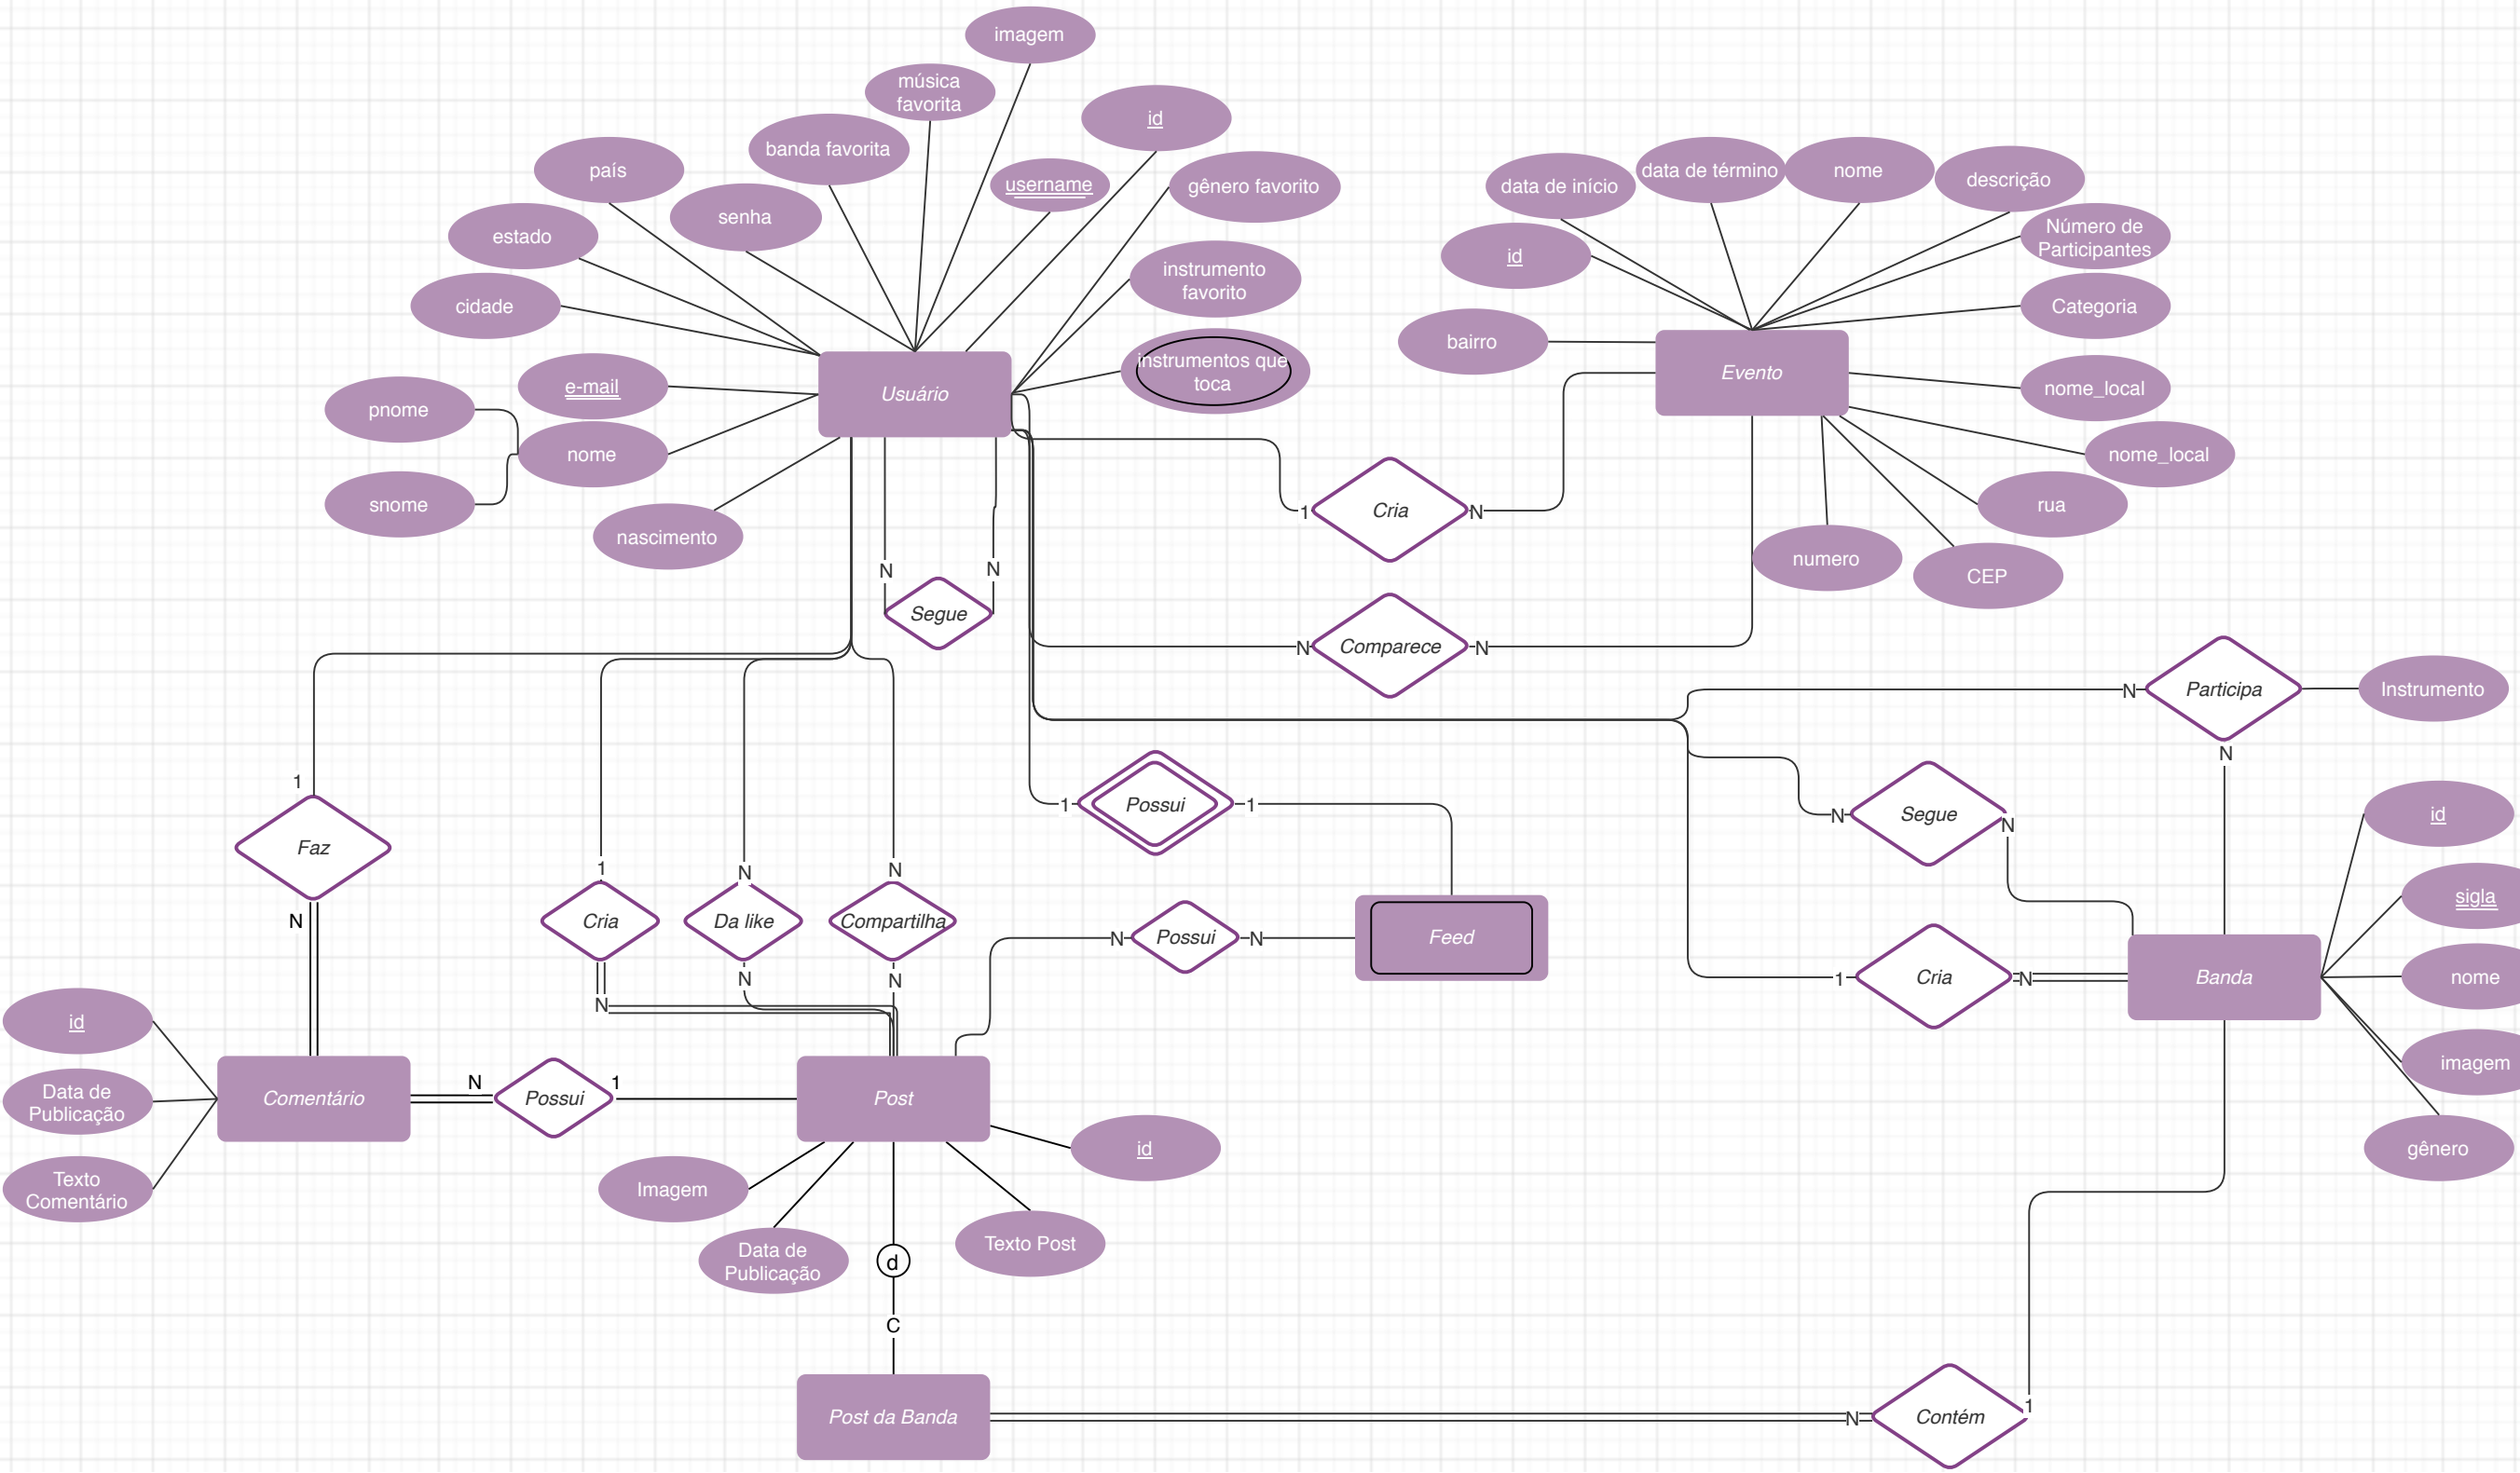 imagem
música
favorita
id
banda favorita
username
gênero favorito
país
senha
estado
cidade
instrumento
favorito
instrumentos que
toca
e-mail
pnome
nome
snome
nascimento
Usuário
data de início
data de término
nome
descrição
Número de
Participantes
id
Categoria
bairro
Evento
nome_local
nome_local
rua
CEP
numero
1
Cria
N
N
N
Segue
N
Comparece
N
N
Participa
Instrumento
N
1
Faz
N
1
Cria
N
N
Da like
N
N
Compartilha
N
1
Possui
1
N
Possui
N
Feed
N
Segue
N
1
Cria
N
Banda
id
sigla
nome
imagem
gênero
id
Data de
Publicação
Texto
Comentário
Comentário
N
Possui
1
Post
id
Imagem
Data de
Publicação
Texto Post
d
C
Post da Banda
N
Contém
1